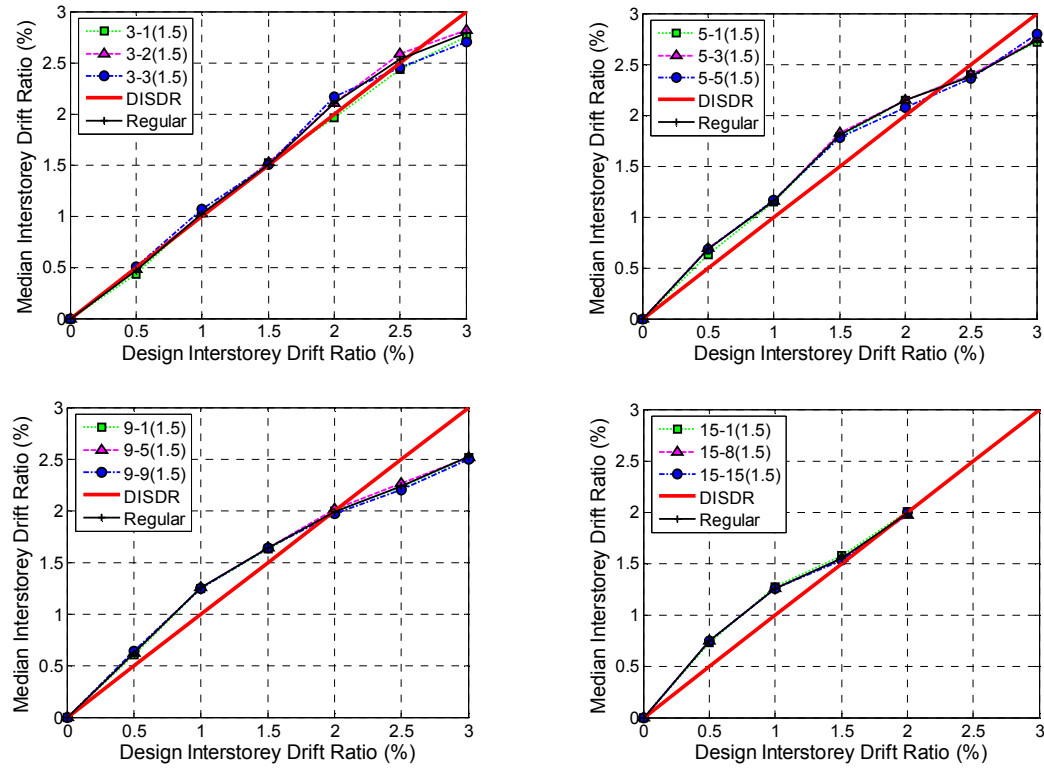 3-1(1.5)
3-2(1.5)
3-3(1.5)
DISDR
Regular
Median Interstorey Drift Ratio (%)
3
2.5
2
1.5
1
0.5
0
0 0.5 1 1.5 2 2.5 3
Design Interstorey Drift Ratio (%)
5-1(1.5)
5-3(1.5)
5-5(1.5)
DISDR
Regular
Median Interstorey Drift Ratio (%)
3
2.5
2
1.5
1
0.5
0
0 0.5 1 1.5 2 2.5 3
Design Interstorey Drift Ratio (%)
9-1(1.5)
9-5(1.5)
9-9(1.5)
DISDR
Regular
Median Interstorey Drift Ratio (%)
3
2.5
2
1.5
1
0.5
0
0 0.5 1 1.5 2 2.5 3
Design Interstorey Drift Ratio (%)
15-1(1.5)
15-8(1.5)
15-15(1.5)
DISDR
Regular
Median Interstorey Drift Ratio (%)
3
2.5
2
1.5
1
0.5
0
0 0.5 1 1.5 2 2.5 3
Design Interstorey Drift Ratio (%)